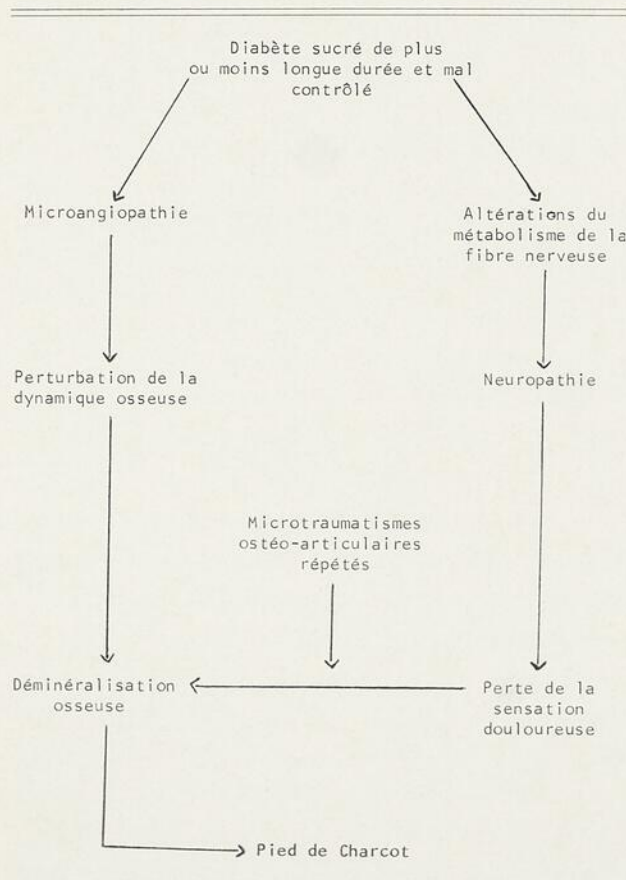 Diabète sucré de plus
ou moins longue durée et mal
contrôlé
Microangiopathie
Altérations du
métabolisme de la
fibre nerveuse
Perturbation de la
dynamique osseuse
Neuropathie
Microtraumatismes
ostéo-articulaires
répétés
Déminéralisation
osseuse
Perte de la
sensation
douloureuse
Pied de Charcot